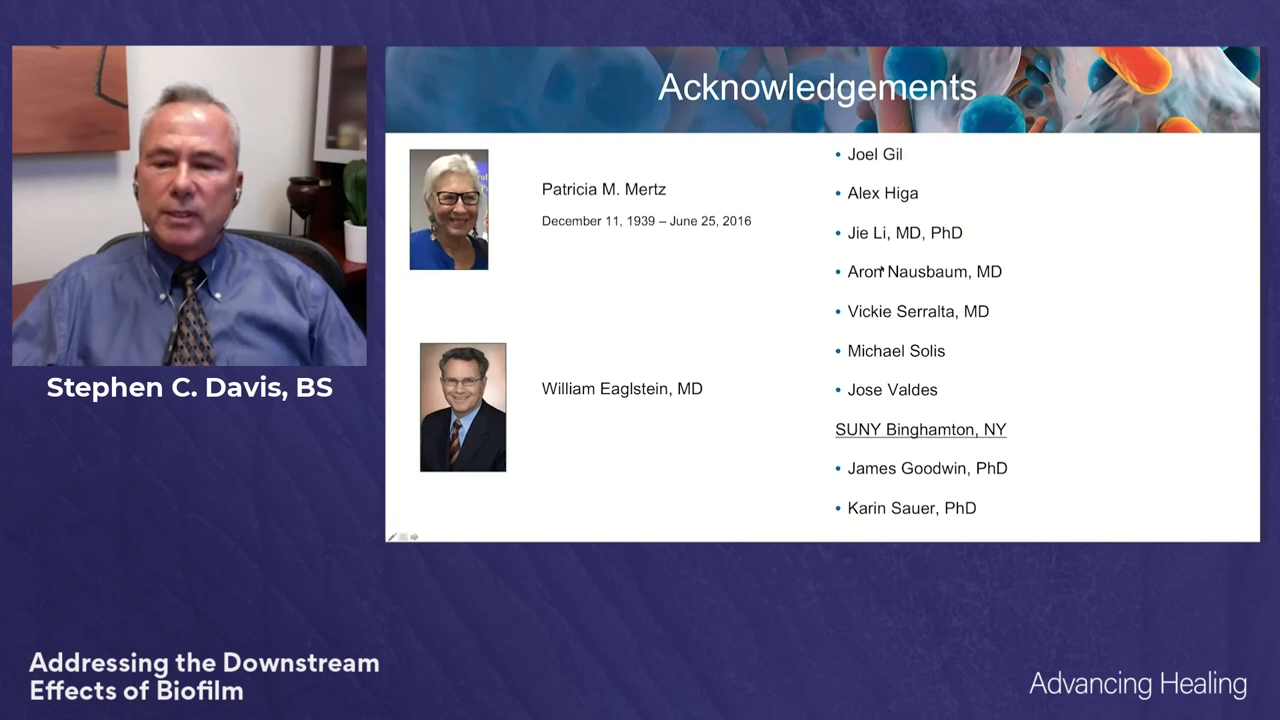 Acknowledgements
Patricia M. Mertz
December 11, 1939 – June 25, 2016
William Eaglstein, MD
• Joel Gil
• Alex Higa
• Jie Li, MD, PhD
• Aron Nausbaum, MD
• Vickie Serralta, MD
• Michael Solis
• Jose Valdes
SUNY Binghamton, NY
• James Goodwin, PhD
• Karin Sauer, PhD
Stephen C. Davis, BS
Addressing the Downstream
Effects of Biofilm
Advancing Healing